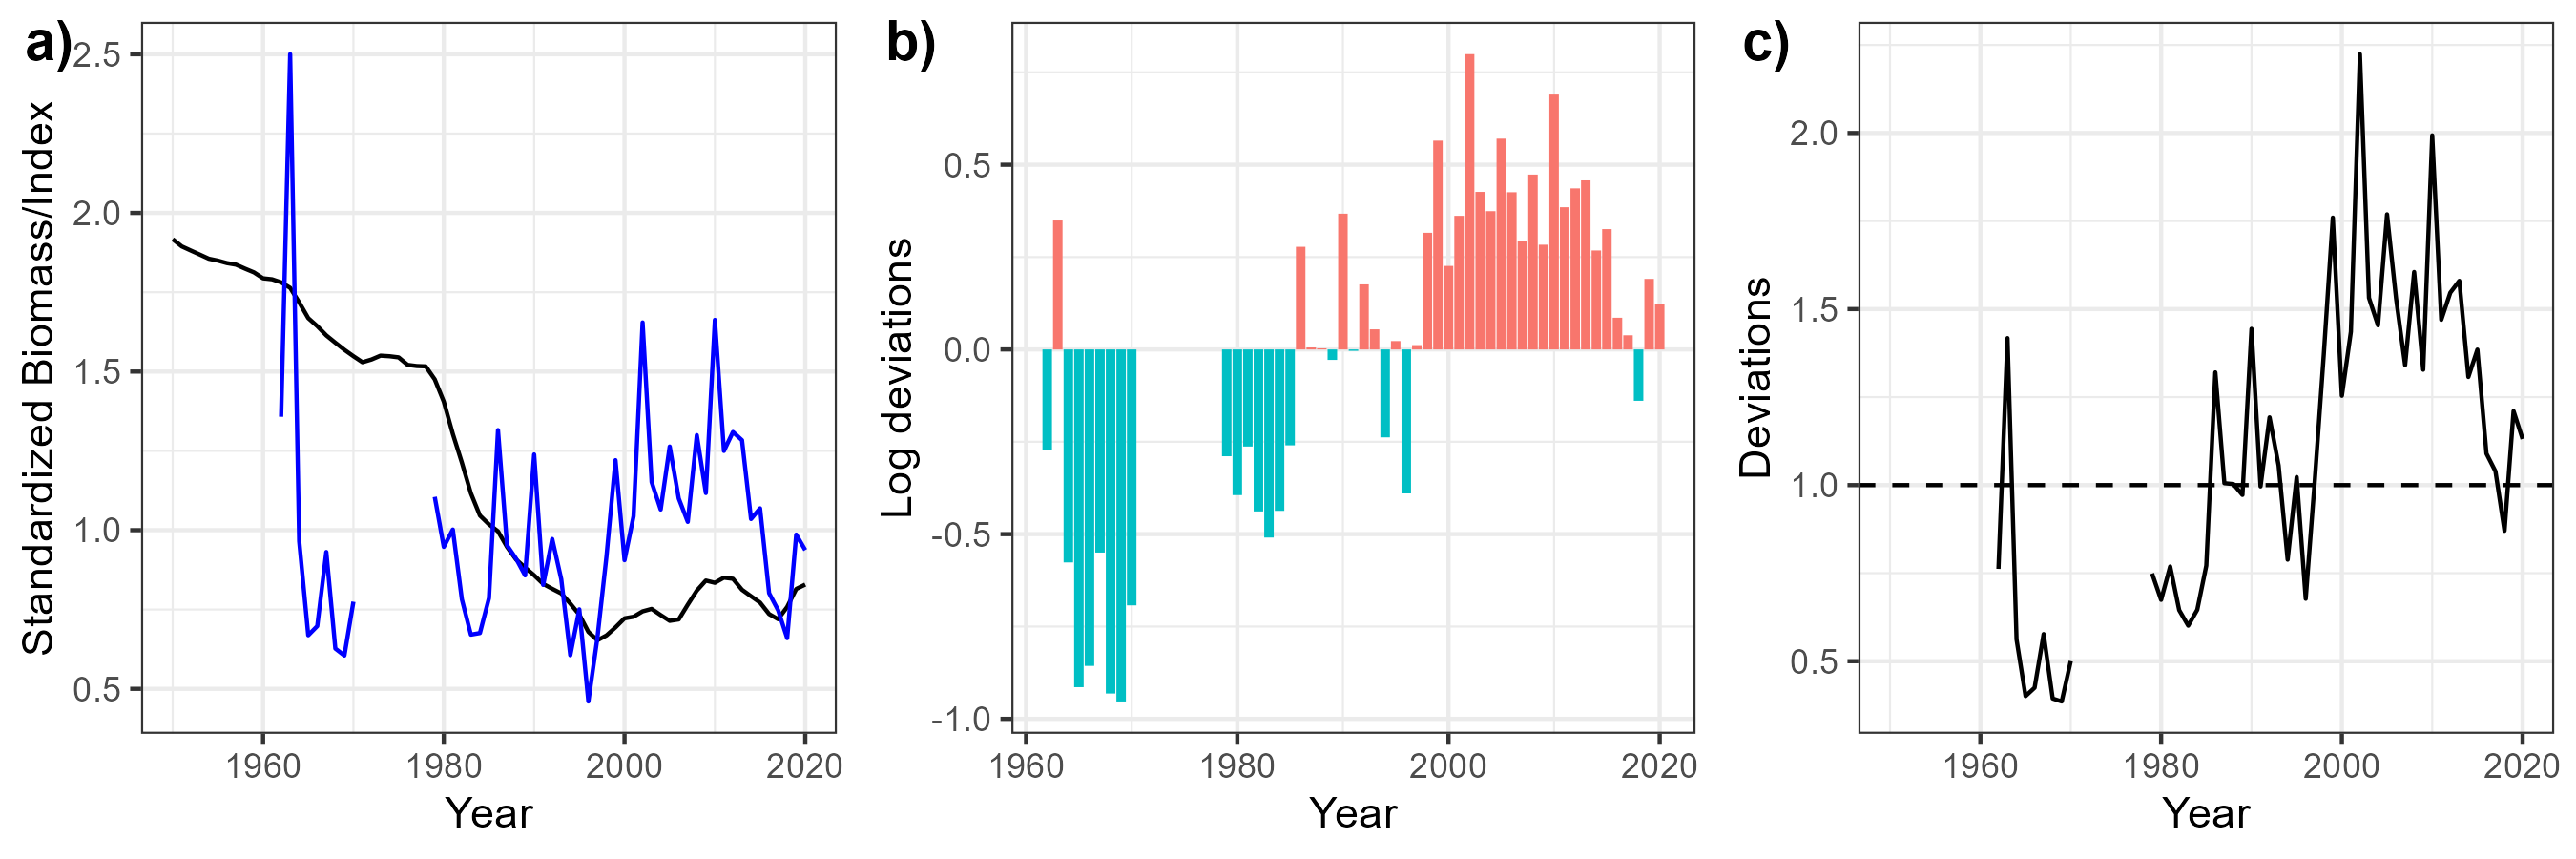 a)
Standardized Biomass/Index
2.5
2.0
1.5
1.0
0.5
1960 1980 2000 2020
Year
b)
Log deviations
0.5
0.0
-0.5
-1.0
1960 1980 2000 2020
Year
c)
Deviations
2.0
1.5
1.0
0.5
1960 1980 2000 2020
Year